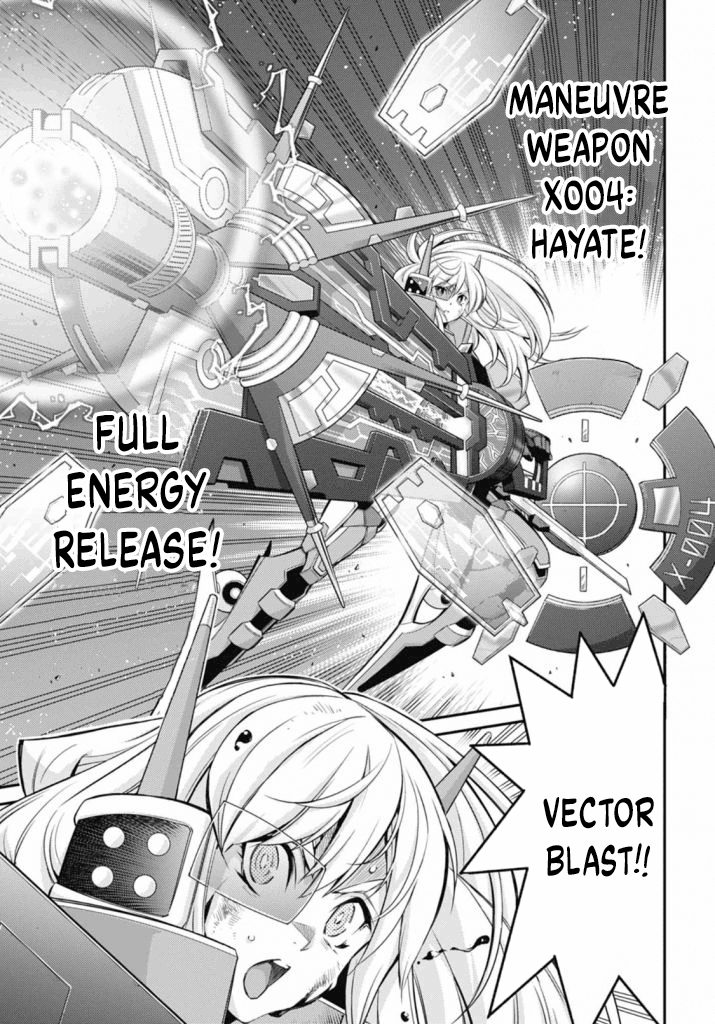 MANEUVRE
WEAPON
X004:
HAYATE!
FULL
ENERGY
RELEASE!
X-004
VECTOR
BLAST!!